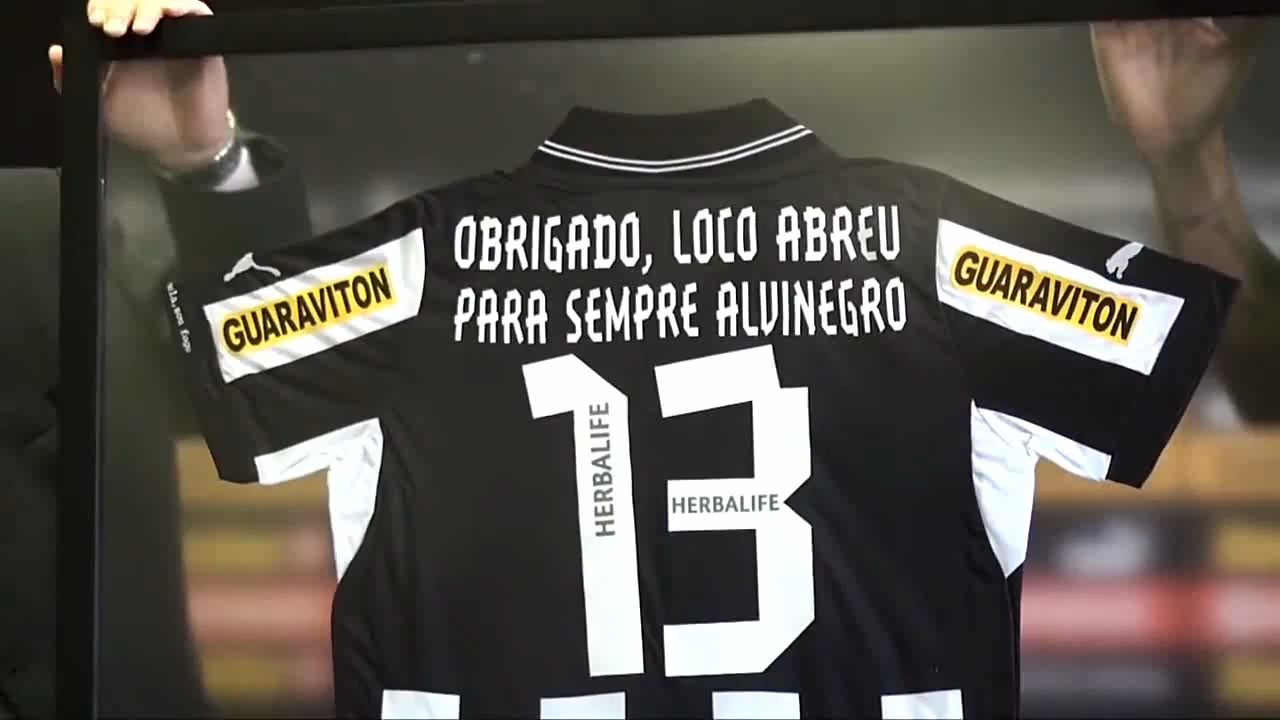 OBRIGADO, LOCO ABREU
PARA SEMPRE ALVINEGRO
GUARAVITON
GUARAVITON
13
HERBALIFE
HERBALIFE